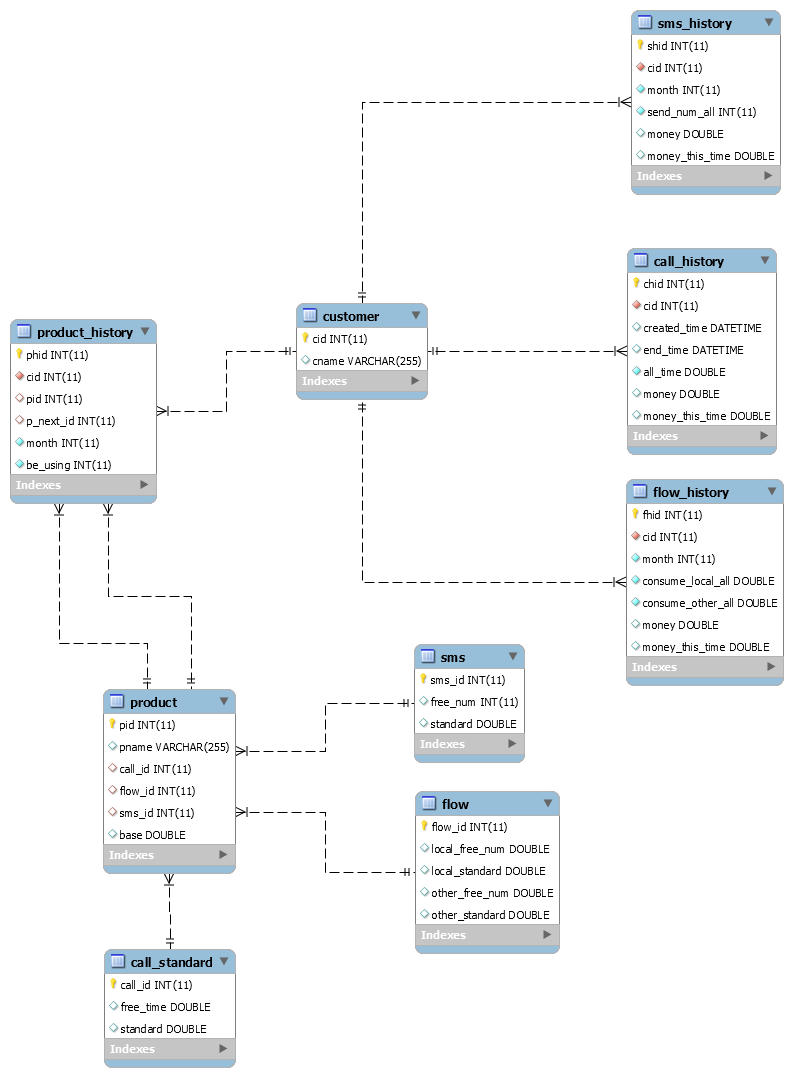 sms_history
shid INT(11)
cid INT(11)
month INT(11)
send_num_all INT(11)
money DOUBLE
money_this_time DOUBLE
Indexes
call_history
chid INT(11)
cid INT(11)
created_time DATETIME
end_time DATETIME
all_time DOUBLE
money DOUBLE
money_this_time DOUBLE
Indexes
customer
cid INT(11)
cname VARCHAR(255)
Indexes
product_history
phid INT(11)
cid INT(11)
pid INT(11)
p_next_id INT(11)
month INT(11)
be_using INT(11)
Indexes
flow_history
fhid INT(11)
cid INT(11)
month INT(11)
consume_local_all DOUBLE
consume_other_all DOUBLE
money DOUBLE
money_this_time DOUBLE
Indexes
sms
sms_id INT(11)
free_num INT(11)
standard DOUBLE
Indexes
product
pid INT(11)
pname VARCHAR(255)
call_id INT(11)
flow_id INT(11)
sms_id INT(11)
base DOUBLE
Indexes
flow
flow_id INT(11)
local_free_num DOUBLE
local_standard DOUBLE
other_free_num DOUBLE
other_standard DOUBLE
Indexes
call_standard
call_id INT(11)
free_time DOUBLE
standard DOUBLE
Indexes